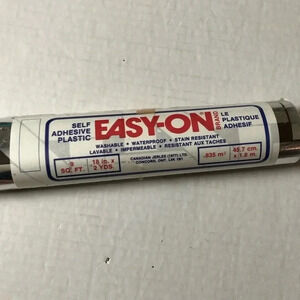 SELF
ADHESIVE
PLASTIC
EASY-ON
BRAND
LE
PLASTIQUE
ADHESIF
WASHABLE • WATERPROOF • STAIN RESISTANT
LAVABLE • IMPERMEABLE • RESISTANT AUX TACHES
9
SQ. FT.
18 in. x
2 YDS.
CANADIAN JERLEE (1977) LTD.
CONCORD, ONT.
.835 m²
45.7 cm.
x 1.8 m.